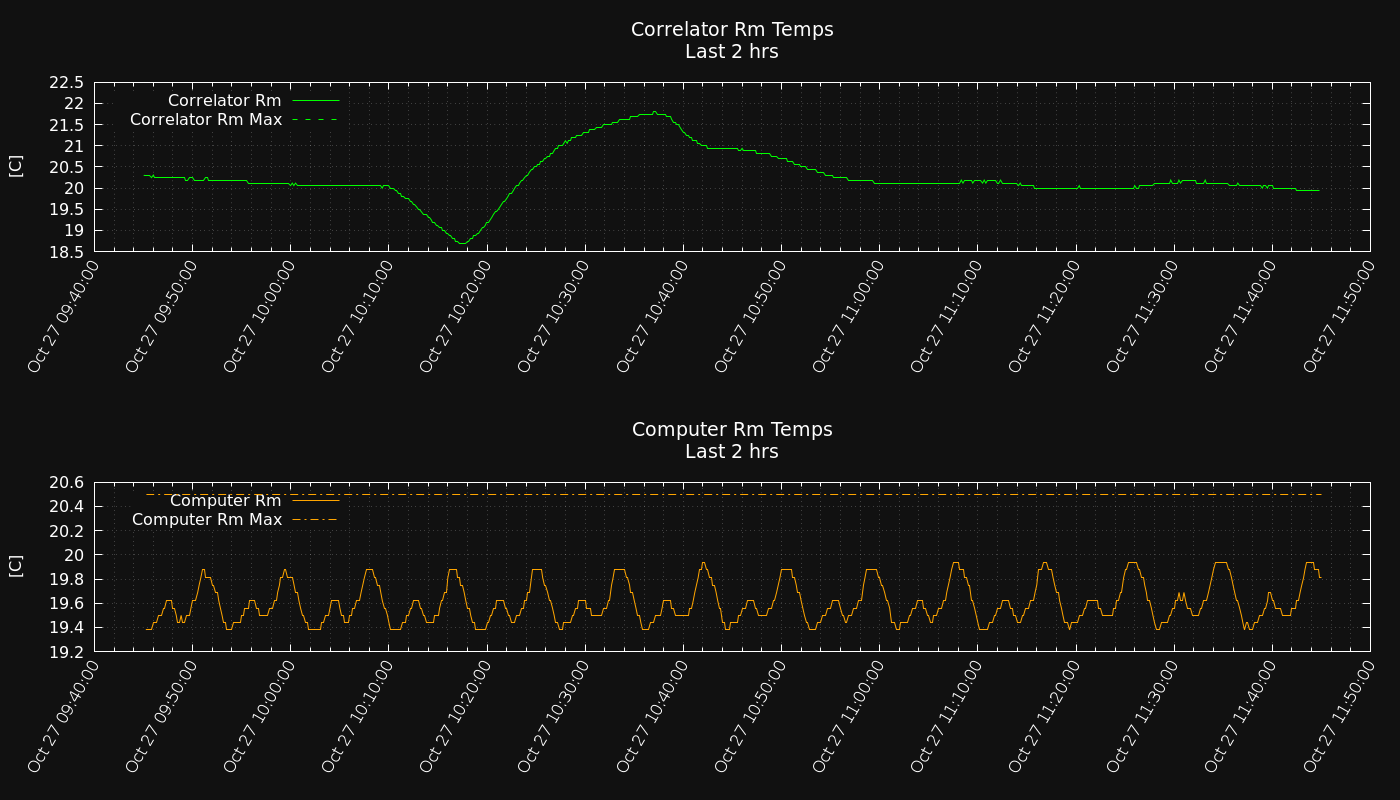 Correlator Rm Temps
Last 2 hrs
22.5
22
21.5
21
20.5
20
19.5
19
18.5
[C]
Correlator Rm
Correlator Rm Max
Oct 27 09:40:00
Oct 27 09:50:00
Oct 27 10:00:00
Oct 27 10:10:00
Oct 27 10:20:00
Oct 27 10:30:00
Oct 27 10:40:00
Oct 27 10:50:00
Oct 27 11:00:00
Oct 27 11:10:00
Oct 27 11:20:00
Oct 27 11:30:00
Oct 27 11:40:00
Oct 27 11:50:00
Computer Rm Temps
Last 2 hrs
20.6
20.4
20.2
20
19.8
19.6
19.4
19.2
[C]
Computer Rm
Computer Rm Max
Oct 27 09:40:00
Oct 27 09:50:00
Oct 27 10:00:00
Oct 27 10:10:00
Oct 27 10:20:00
Oct 27 10:30:00
Oct 27 10:40:00
Oct 27 10:50:00
Oct 27 11:00:00
Oct 27 11:10:00
Oct 27 11:20:00
Oct 27 11:30:00
Oct 27 11:40:00
Oct 27 11:50:00